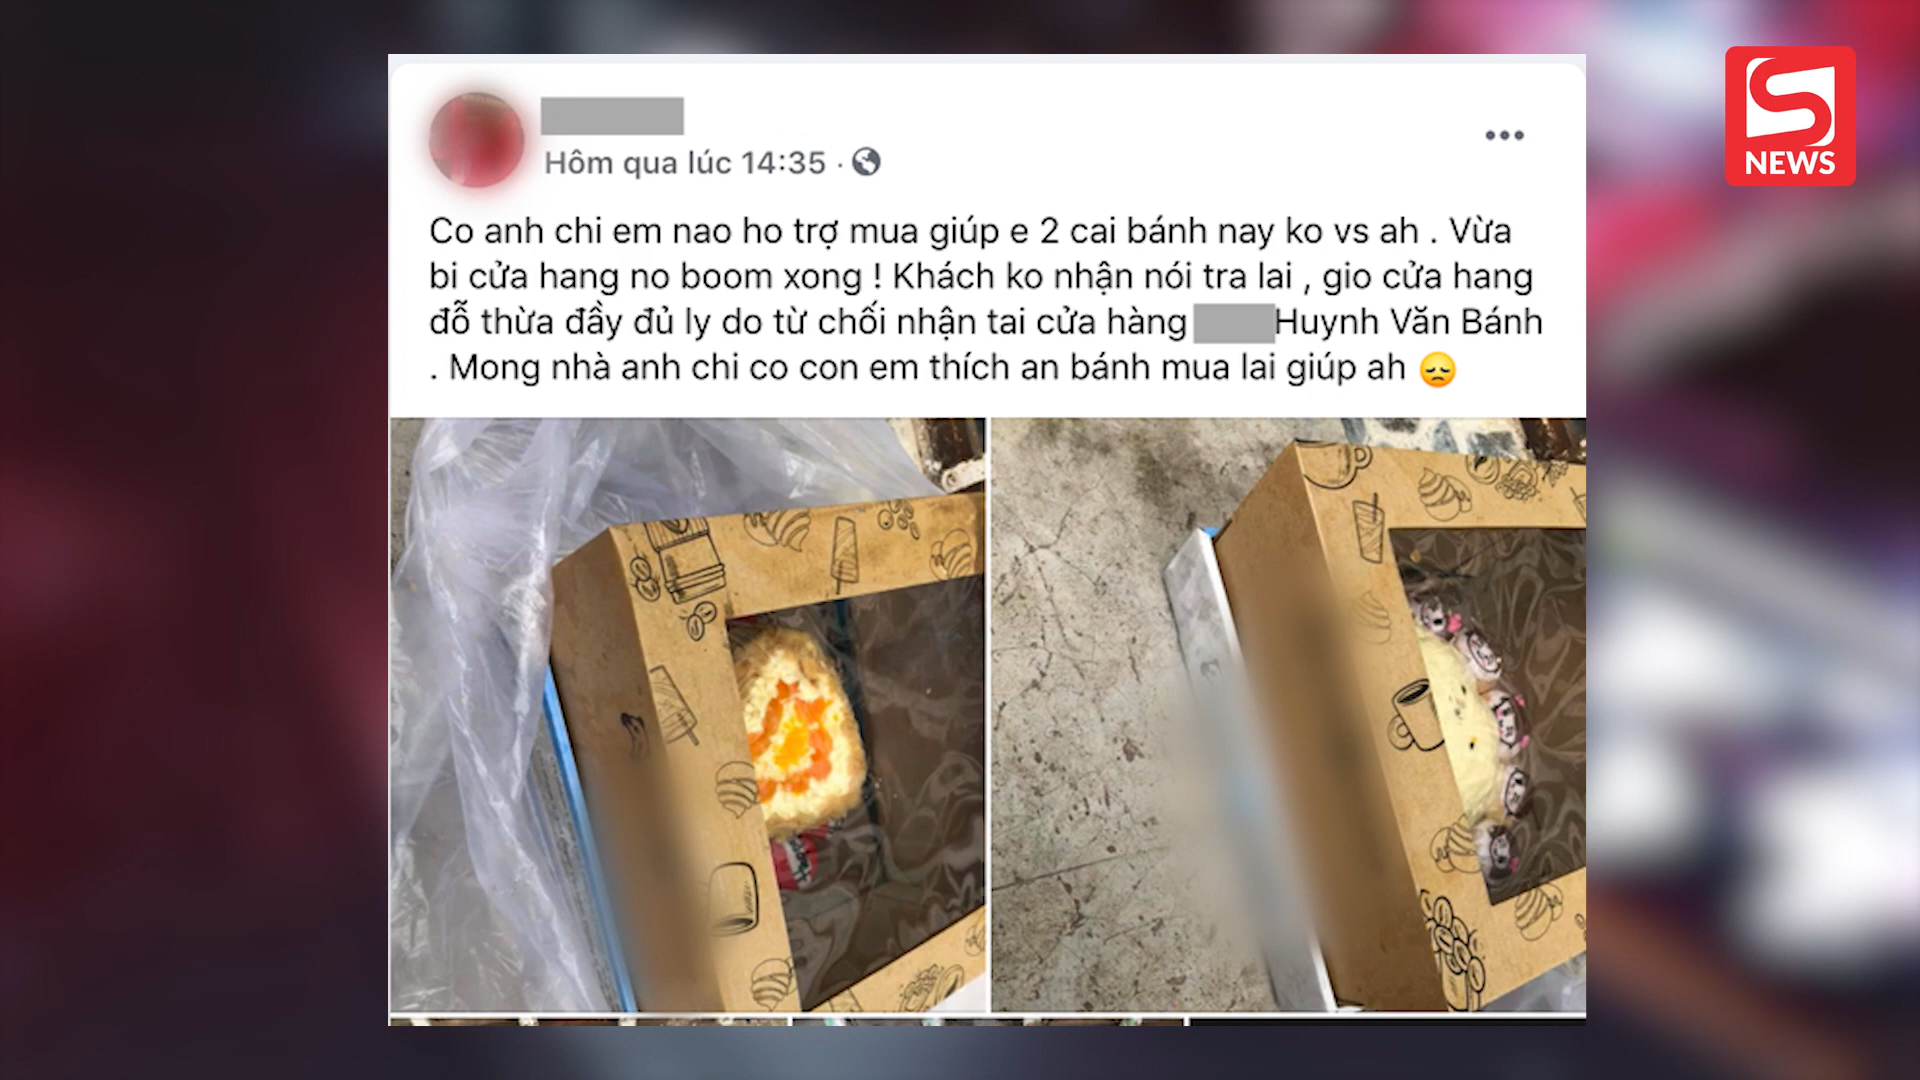 S
NEWS
Hôm qua lúc 14:35 ·
Co anh chi em nao ho trợ mua giúp e 2 cai bánh nay ko vs ah . Vừa
bi cửa hang no boom xong ! Khách ko nhận nói tra lai , gio cửa hang
đỗ thừa đầy đủ ly do từ chối nhận tai cửa hàng Huynh Văn Bánh
. Mong nhà anh chi co con em thích an bánh mua lai giúp ah 😞